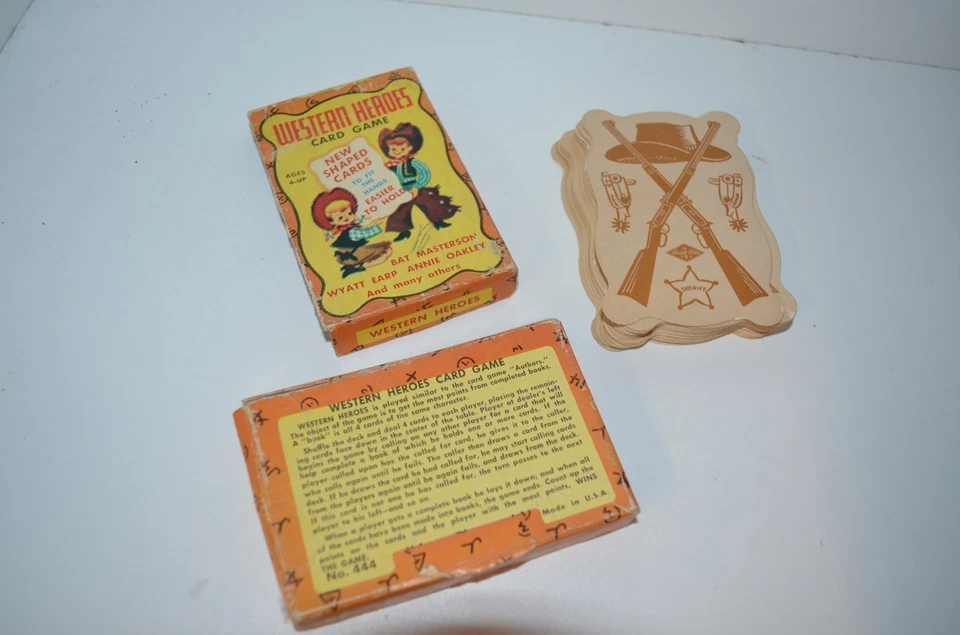 WESTERN HEROES
CARD GAME
AGES
4-UP
NEW
SHAPED
CARDS
TO FIT
THE
HANDS
EASIER
TO HOLD
BAT MASTERSON
WYATT EARP ANNIE OAKLEY
And many others
WESTERN HEROES
SHERIFF
WESTERN HEROES CARD GAME
WESTERN HEROES is played similar to the card game "Authors."
The object of the game is to get the most points from completed books.
A "book" is all 4 cards of the same character.
Shuffle the deck and deal 4 cards to each player, placing the remain-
ing cards face down in the center of the table. Player at dealer's left
begins the game by calling on any other player for a card that will
help complete a book of which he holds one or more cards. If the
player called upon has the called for card, he gives it to the caller,
who calls again until he fails. The caller then draws a card from the
deck. If he draws the card he had called for, he may start calling cards
from the players again until he again fails, and draws from the deck.
If this card is not one he has called for, the turn passes to the next
player to his left—and so on.
When a player gets a complete book he lays it down; and when all
of the cards have been made into books, the game ends. Count up the
points on the cards and the player with the most points, WINS
THE GAME.
No. 444
Made in U.S.A.